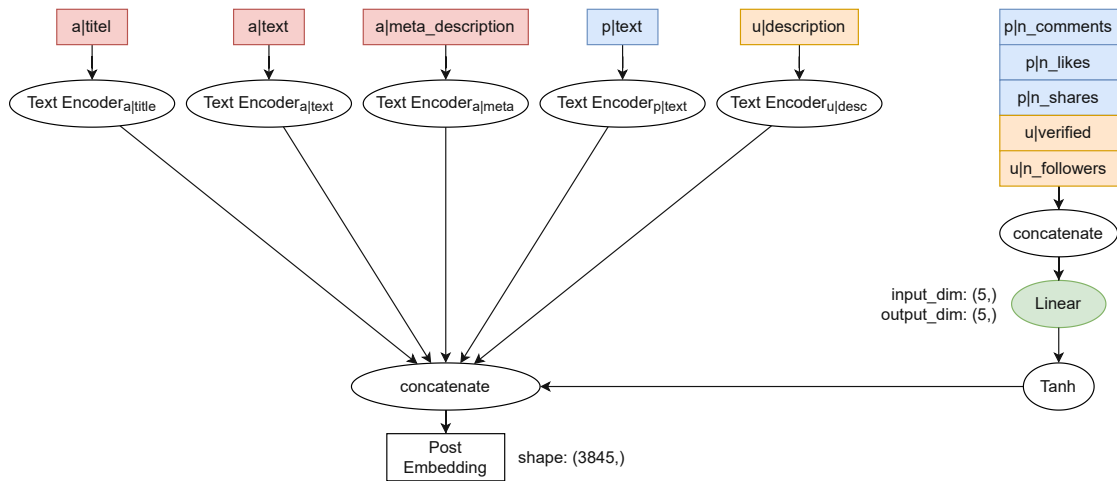 a|titel
a|text
a|meta_description
p|text
u|description
p|n_comments
p|n_likes
p|n_shares
u|verified
u|n_followers
Text Encodera|title
Text Encodera|text
Text Encodera|meta
Text Encoderp|text
Text Encoderu|desc
concatenate
input_dim: (5,)
output_dim: (5,)
Linear
concatenate
Tanh
Post
Embedding
shape: (3845,)